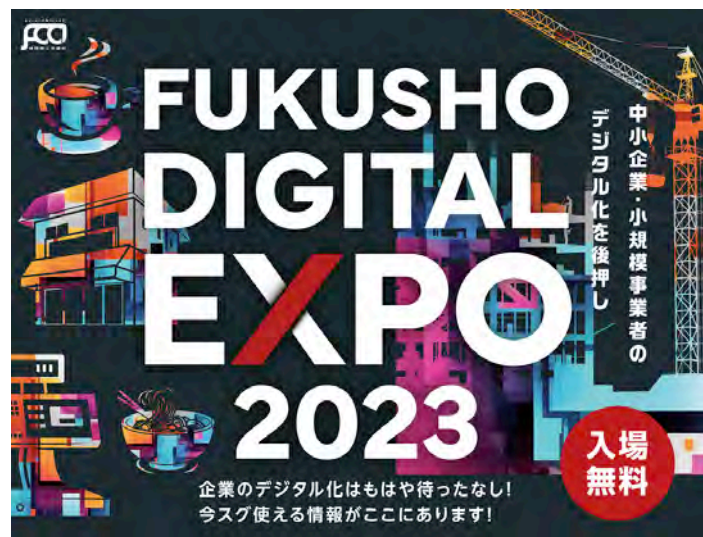 fcci
FUKUSHO
DIGITAL
EXPO
2023
中小企業・小規模事業者の
デジタル化を後押し
入場
無料
企業のデジタル化はもはや待ったなし!
今スグ使える情報がここにあります!